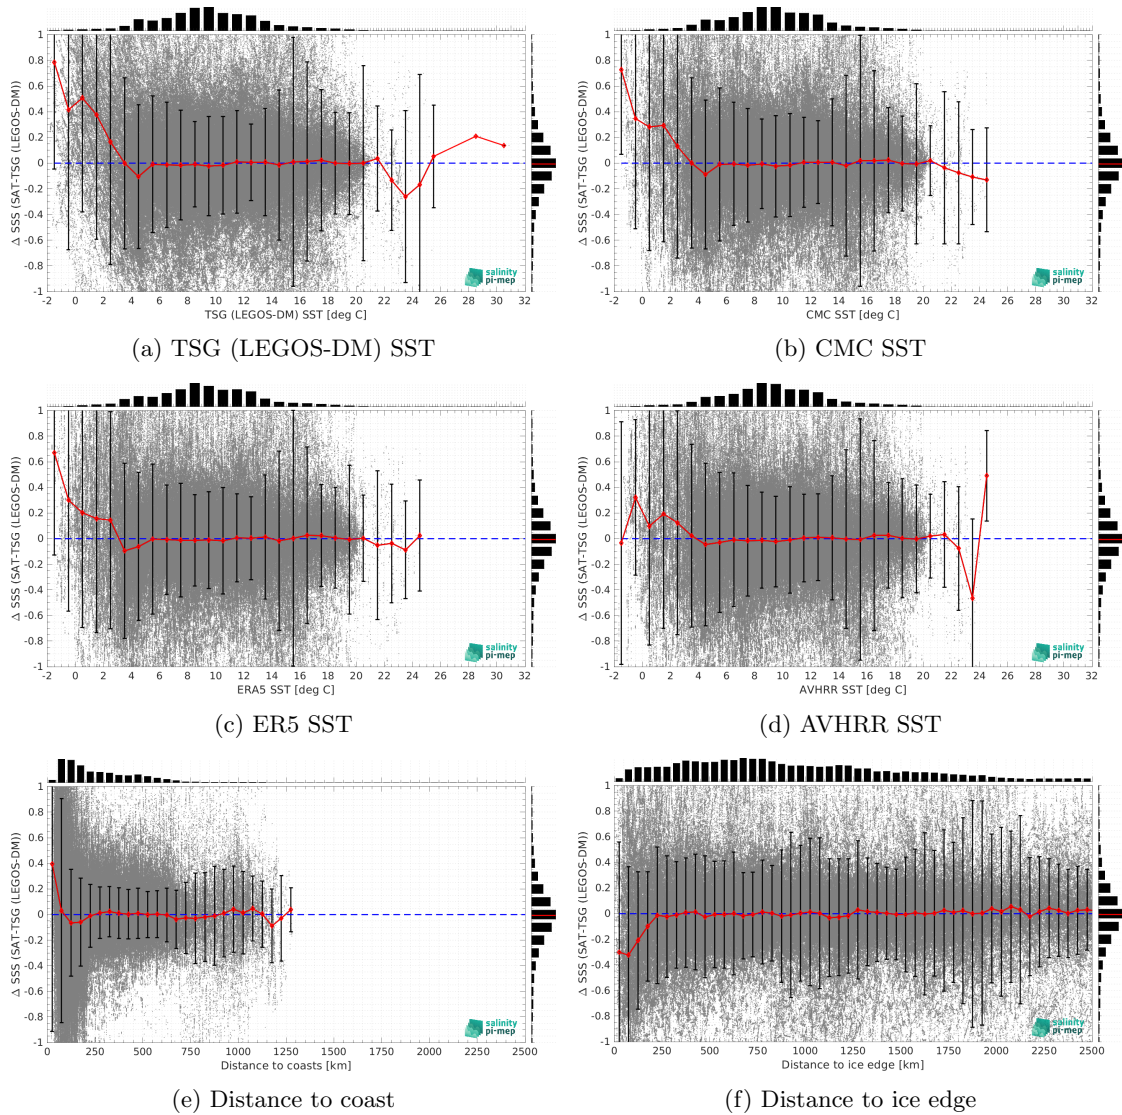 1
0.8
0.6
0.4
0.2
0
-0.2
-0.4
-0.6
-0.8
-1
Δ SSS (SAT-TSG (LEGOS-DM))
-2 0 2 4 6 8 10 12 14 16 18 20 22 24 26 28 30 32
TSG (LEGOS-DM) SST [deg C]
salinity
pi-mep
(a) TSG (LEGOS-DM) SST
1
0.8
0.6
0.4
0.2
0
-0.2
-0.4
-0.6
-0.8
-1
Δ SSS (SAT-TSG (LEGOS-DM))
-2 0 2 4 6 8 10 12 14 16 18 20 22 24 26 28 30 32
CMC SST [deg C]
salinity
pi-mep
(b) CMC SST
1
0.8
0.6
0.4
0.2
0
-0.2
-0.4
-0.6
-0.8
-1
Δ SSS (SAT-TSG (LEGOS-DM))
-2 0 2 4 6 8 10 12 14 16 18 20 22 24 26 28 30 32
ERA5 SST [deg C]
salinity
pi-mep
(c) ER5 SST
1
0.8
0.6
0.4
0.2
0
-0.2
-0.4
-0.6
-0.8
-1
Δ SSS (SAT-TSG (LEGOS-DM))
-2 0 2 4 6 8 10 12 14 16 18 20 22 24 26 28 30 32
AVHRR SST [deg C]
salinity
pi-mep
(d) AVHRR SST
1
0.8
0.6
0.4
0.2
0
-0.2
-0.4
-0.6
-0.8
-1
Δ SSS (SAT-TSG (LEGOS-DM))
0 250 500 750 1000 1250 1500 1750 2000 2250 2500
Distance to coasts [km]
salinity
pi-mep
(e) Distance to coast
1
0.8
0.6
0.4
0.2
0
-0.2
-0.4
-0.6
-0.8
-1
Δ SSS (SAT-TSG (LEGOS-DM))
0 250 500 750 1000 1250 1500 1750 2000 2250 2500
Distance to ice edge [km]
salinity
pi-mep
(f) Distance to ice edge